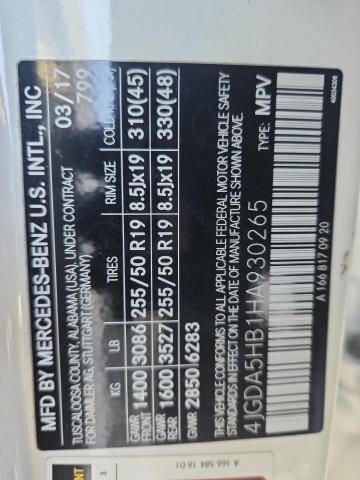 MFD BY MERCEDES-BENZ U.S. INTL., INC
TUSCALOOSA COUNTY, ALABAMA (USA), UNDER CONTRACT
FOR DAIMLER AG, STUTTGART (GERMANY)
03/17
799
KG LB TIRES RIM SIZE COLD
GAWR FRONT 1400 3086 255/50 R19 8.5Jx19 310(45)
GAWR 1600 3527 255/50 R19 8.5Jx19 330(48)
GVWR 2850 6283
THIS VEHICLE CONFORMS TO ALL APPLICABLE FEDERAL MOTOR VEHICLE SAFETY
STANDARDS IN EFFECT ON THE DATE OF MANUFACTURE SHOWN ABOVE
4JGDA5HB1HA930265
TYPE: MPV
A 166 817 09 20
A 166 584 16 01
3